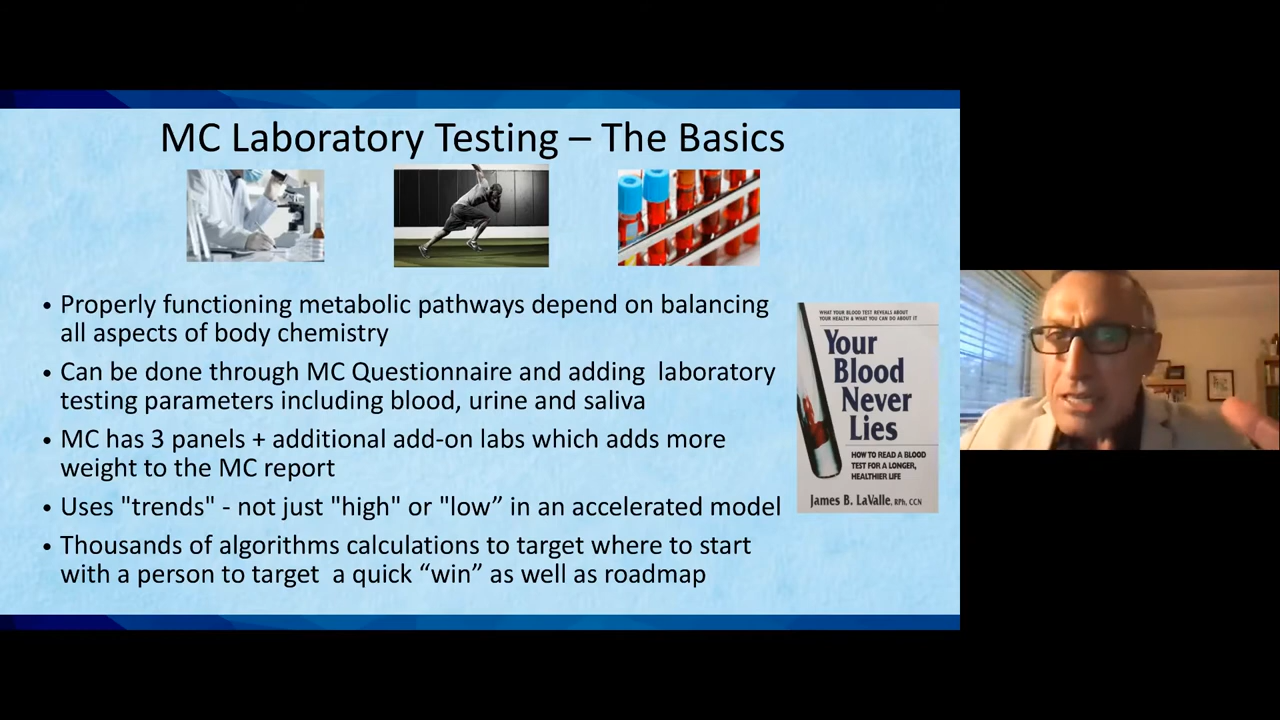 MC Laboratory Testing – The Basics
• Properly functioning metabolic pathways depend on balancing
all aspects of body chemistry
• Can be done through MC Questionnaire and adding  laboratory
testing parameters including blood, urine and saliva
• MC has 3 panels + additional add-on labs which adds more
weight to the MC report
• Uses "trends" - not just "high" or "low” in an accelerated model
• Thousands of algorithms calculations to target where to start
with a person to target  a quick “win” as well as roadmap
WHAT YOUR BLOOD TEST REVEALS ABOUT
YOUR HEALTH & WHAT YOU CAN DO ABOUT IT
Your
Blood
Never
Lies
HOW TO READ A BLOOD
TEST FOR A LONGER,
HEALTHIER LIFE
James B. LaValle, RPh, CCN